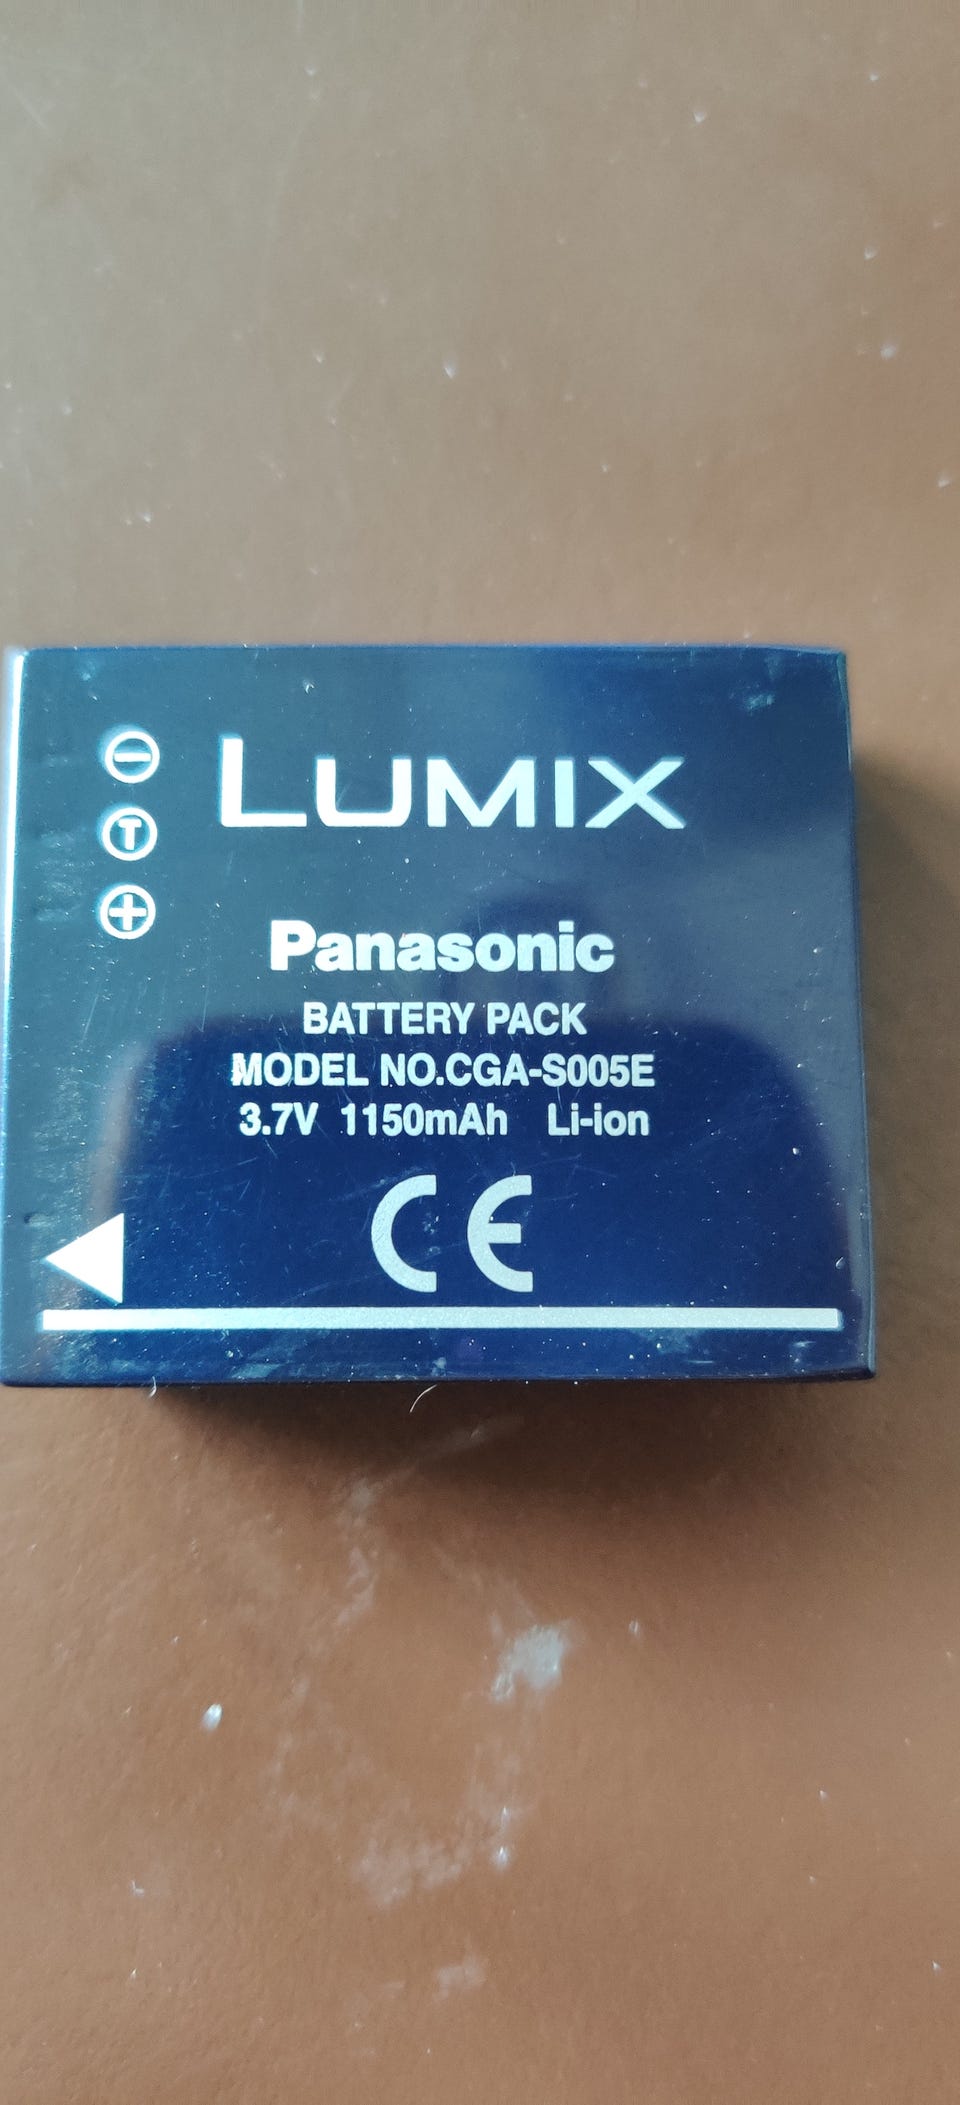 ⊖
Ⓣ
⊕
LUMIX
Panasonic
BATTERY PACK
MODEL NO.CGA-S005E
3.7V 1150mAh Li-ion
CE